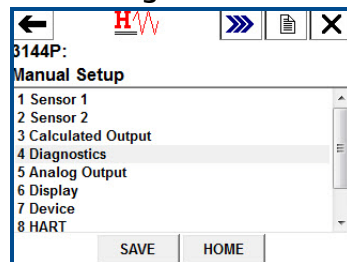 H
3144P:
Manual Setup
1 Sensor 1
2 Sensor 2
3 Calculated Output
4 Diagnostics
5 Analog Output
6 Display
7 Device
8 HART
SAVE HOME